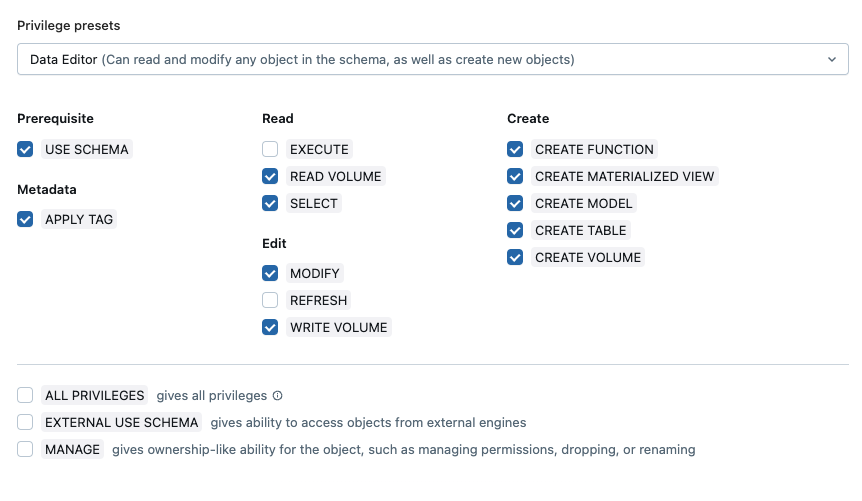 Privilege presets
Data Editor (Can read and modify any object in the schema, as well as create new objects)
Prerequisite
USE SCHEMA
Metadata
APPLY TAG
Read
EXECUTE
READ VOLUME
SELECT
Edit
MODIFY
REFRESH
WRITE VOLUME
Create
CREATE FUNCTION
CREATE MATERIALIZED VIEW
CREATE MODEL
CREATE TABLE
CREATE VOLUME
ALL PRIVILEGES gives all privileges
EXTERNAL USE SCHEMA gives ability to access objects from external engines
MANAGE gives ownership-like ability for the object, such as managing permissions, dropping, or renaming